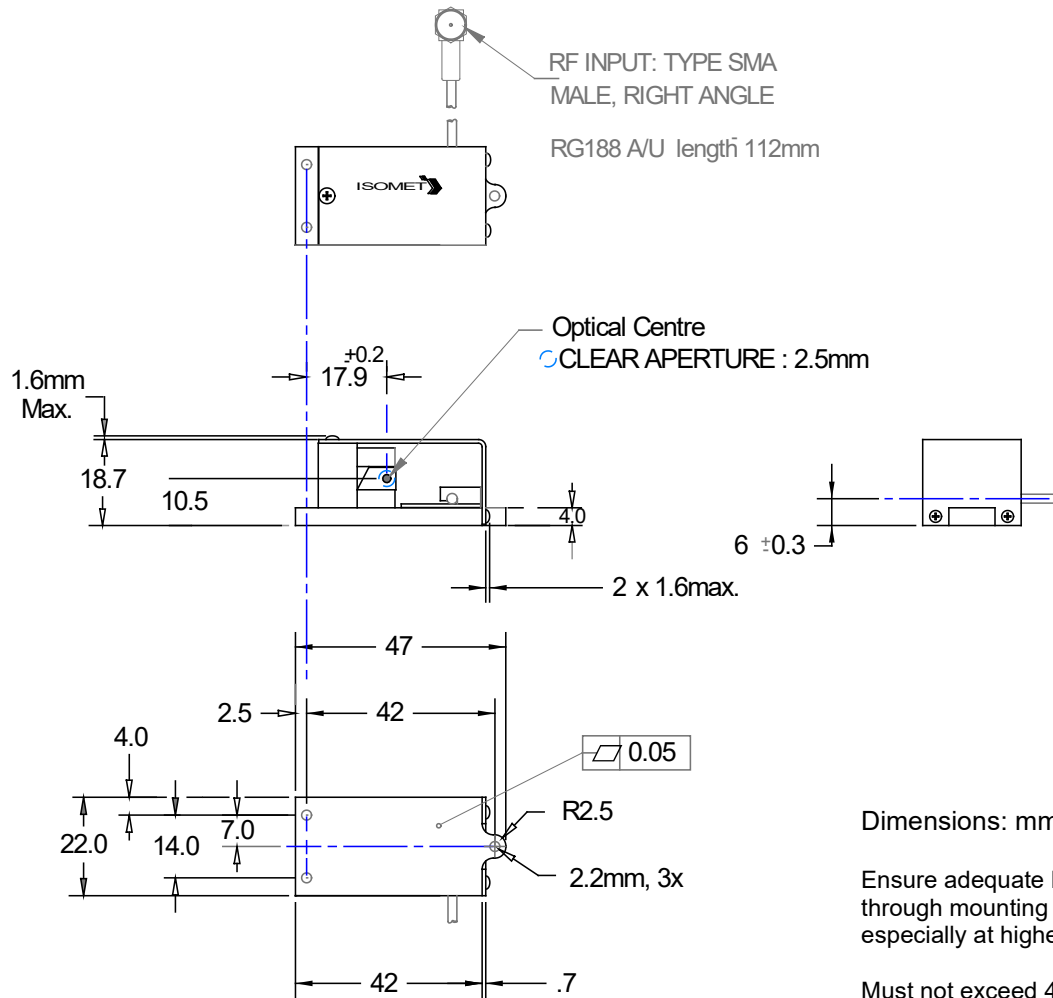 RF INPUT: TYPE SMA
MALE, RIGHT ANGLE
RG188 A/U length 112mm
ISOMET
Optical Centre
CLEAR APERTURE : 2.5mm
±0.2
17.9
1.6mm
Max.
18.7
10.5
4.0
6 ±0.3
2 x 1.6max.
47
2.5
42
4.0
0.05
R2.5
22.0
14.0
7.0
2.2mm, 3x
42
.7
Dimensions: mm
Ensure adequate
through mounting
especially at
Must not exceed 4